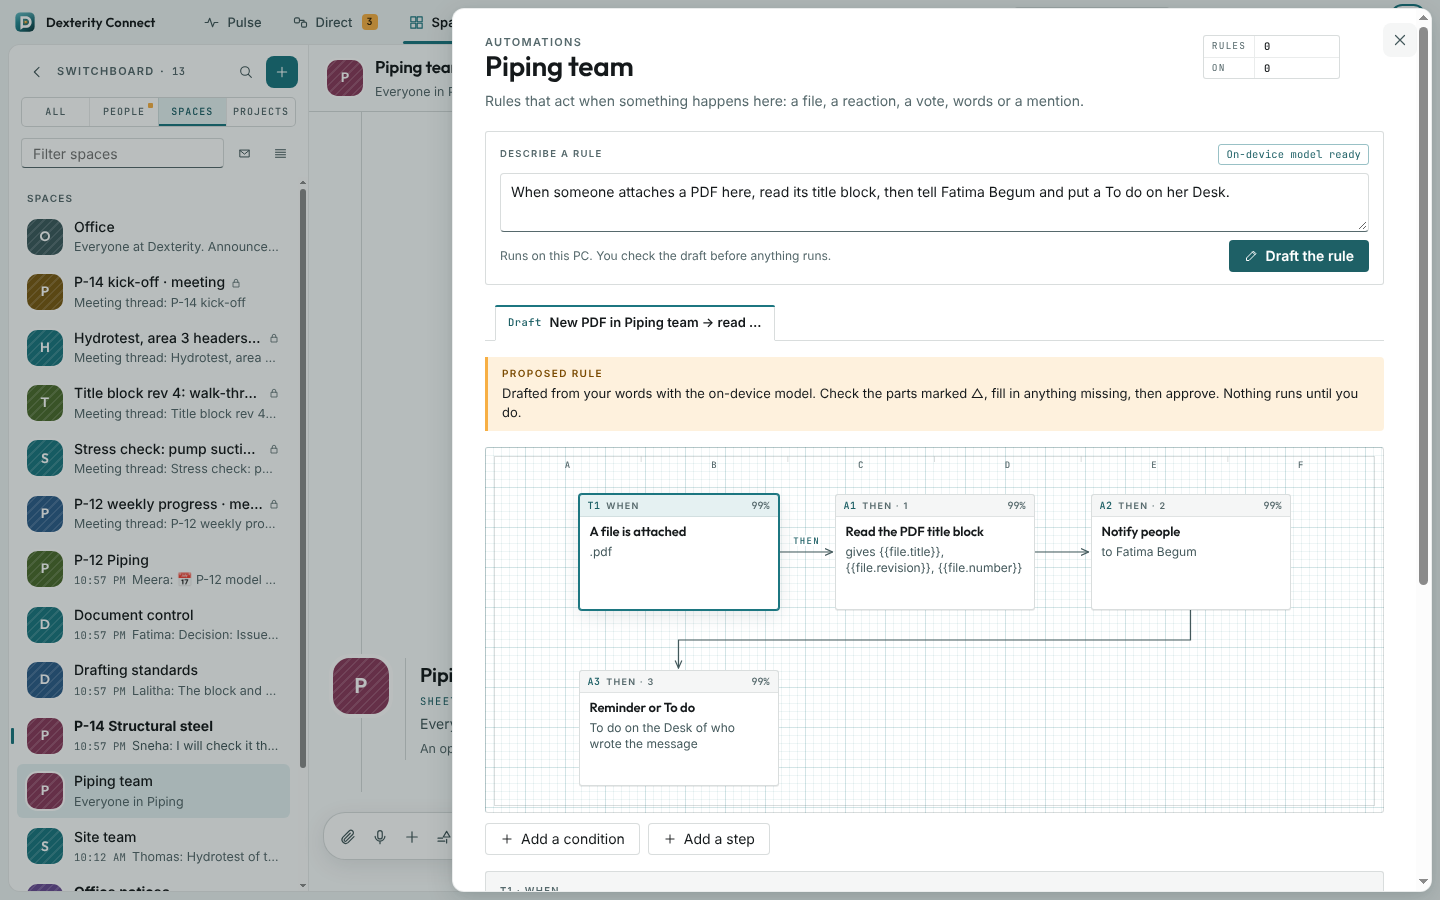 Dexterity Connect
Pulse
Direct 3
SWITCHBOARD · 13
ALL PEOPLE SPACES PROJECTS
Filter spaces
SPACES
O
Office
Everyone at Dexterity. Announce...
P
P-14 kick-off · meeting
Meeting thread: P-14 kick-off
H
Hydrotest, area 3 headers...
Meeting thread: Hydrotest, area ...
T
Title block rev 4: walk-thr...
Meeting thread: Title block rev 4...
S
Stress check: pump sucti...
Meeting thread: Stress check: p...
P
P-12 weekly progress · me...
Meeting thread: P-12 weekly pro...
P
P-12 Piping
10:57 PM Meera: 📅 P-12 model ...
D
Document control
10:57 PM Fatima: Decision: Issue...
D
Drafting standards
10:57 PM Lalitha: The block and ...
P
P-14 Structural steel
10:57 PM Sneha: I will check it th...
P
Piping team
Everyone in Piping
S
Site team
10:12 AM Thomas: Hydrotest of t...
P
Piping tea
Everyone in P
P
AUTOMATIONS
Piping team
Rules that act when something happens here: a file, a reaction, a vote, words or a mention.
RULES 0
ON 0
DESCRIBE A RULE
On-device model ready
When someone attaches a PDF here, read its title block, then tell Fatima Begum and put a To do on her Desk.
Runs on this PC. You check the draft before anything runs.
Draft the rule
Draft New PDF in Piping team → read ...
PROPOSED RULE
Drafted from your words with the on-device model. Check the parts marked △, fill in anything missing, then approve. Nothing runs until you
do.
A B C D E F
T1 WHEN 99%
A file is attached
.pdf
THEN
A1 THEN · 1 99%
Read the PDF title block
gives {{file.title}},
{{file.revision}}, {{file.number}}
A2 THEN · 2 99%
Notify people
to Fatima Begum
A3 THEN · 3 99%
Reminder or To do
To do on the Desk of who
wrote the message
+ Add a condition
+ Add a step
T1 · WHEN